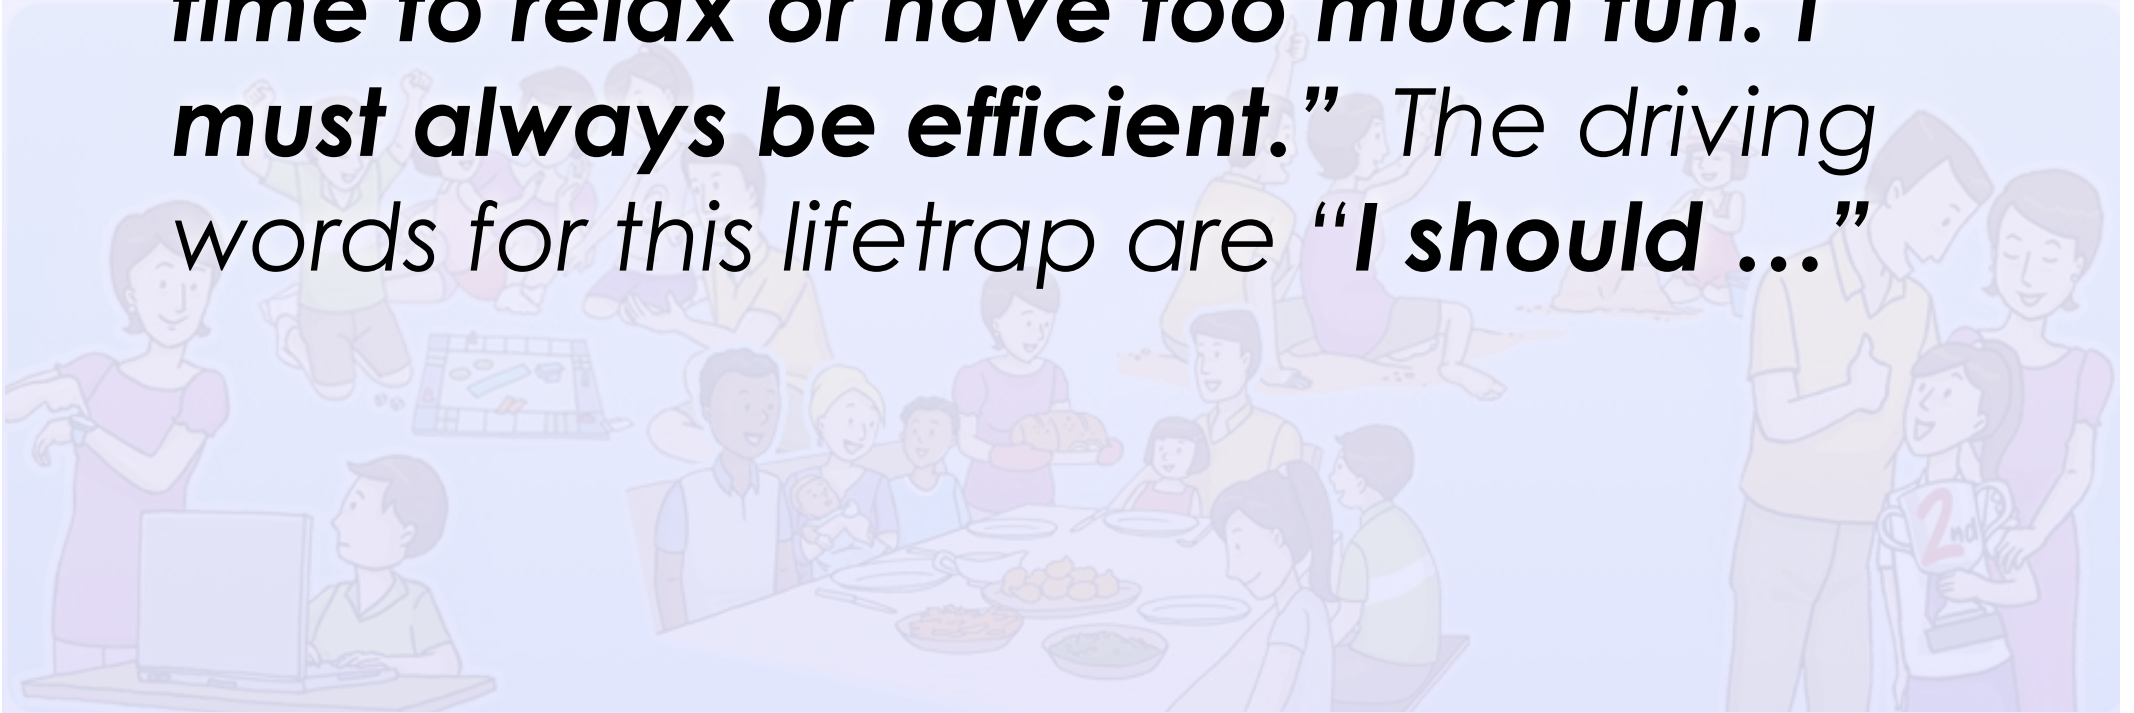 time to relax or have too much fun. I
must always be efficient.” The driving
words for this lifetrap are “I should …”
2nd